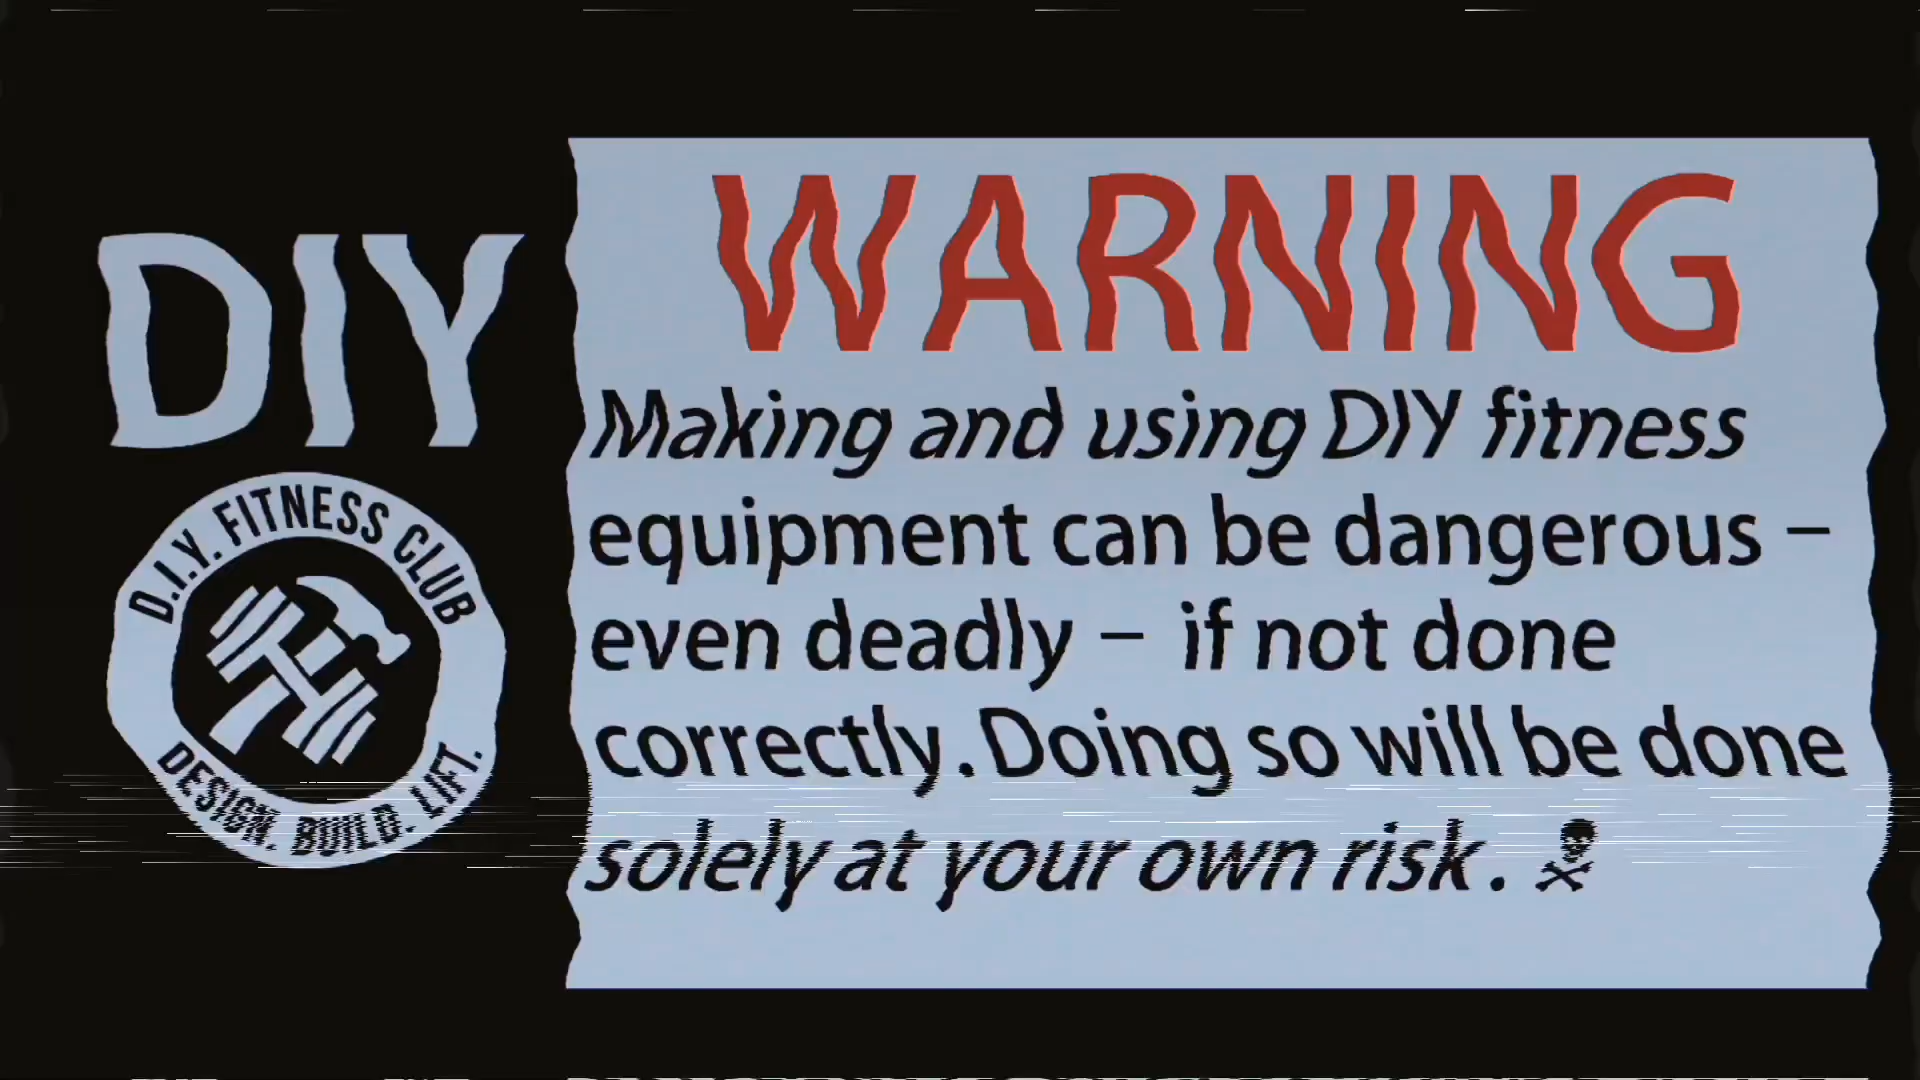 DIY
D.I.Y. FITNESS CLUB
DESIGN. BUILD. LIFT.
WARNING
Making and using DIY fitness
equipment can be dangerous –
even deadly – if not done
correctly. Doing so will be done
solely at your own risk. ☠